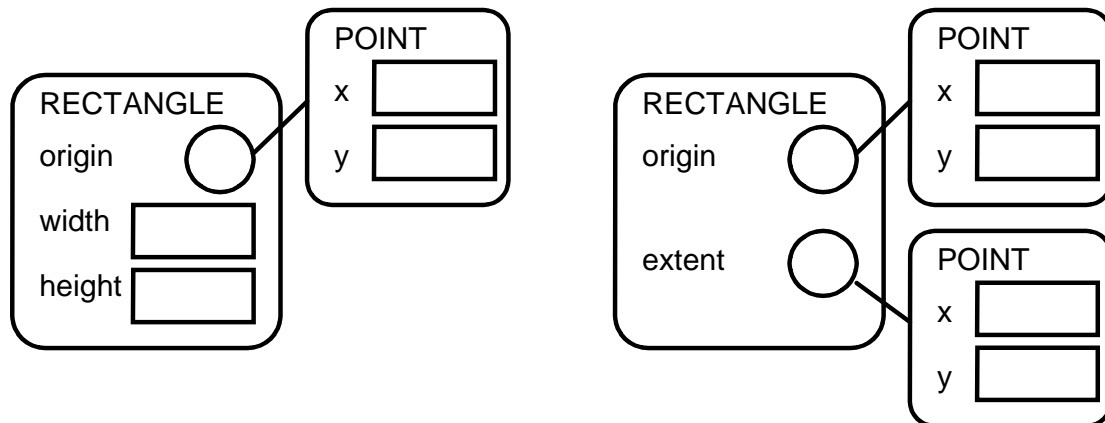 RECTANGLE
origin
width
height
POINT
x
y
RECTANGLE
origin
extent
POINT
x
y
POINT
x
y